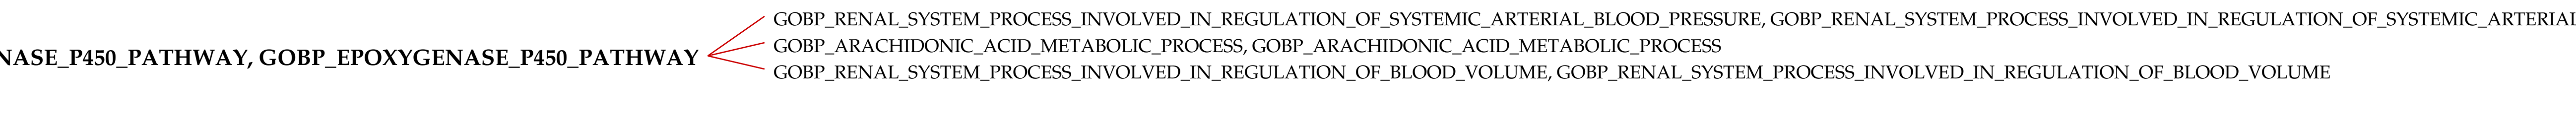 GOBP_RENAL_SYSTEM_PROCESS_INVOLVED_IN_REGULATION_OF_SYSTEMIC_ARTERIAL_BLOOD_PRESSURE, GOBP_RENAL_SYSTEM_PROCESS_INVOLVED_IN_REGULATION_OF_SYSTEMIC_ARTERIAL
NASE_P450_PATHWAY, GOBP_EPOXYGENASE_P450_PATHWAY
GOBP_ARACHIDONIC_ACID_METABOLIC_PROCESS, GOBP_ARACHIDONIC_ACID_METABOLIC_PROCESS
GOBP_RENAL_SYSTEM_PROCESS_INVOLVED_IN_REGULATION_OF_BLOOD_VOLUME, GOBP_RENAL_SYSTEM_PROCESS_INVOLVED_IN_REGULATION_OF_BLOOD_VOLUME